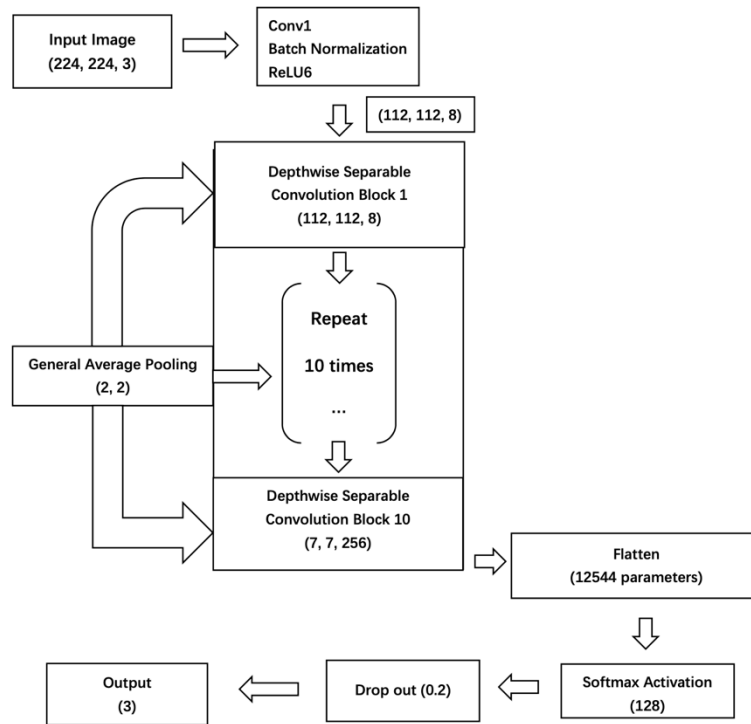 Input Image
(224, 224, 3)
Conv1
Batch Normalization
ReLU6
(112, 112, 8)
Depthwise Separable
Convolution Block 1
(112, 112, 8)
Repeat
10 times
...
General Average Pooling
(2, 2)
Depthwise Separable
Convolution Block 10
(7, 7, 256)
Flatten
(12544 parameters)
Softmax Activation
(128)
Drop out (0.2)
Output
(3)